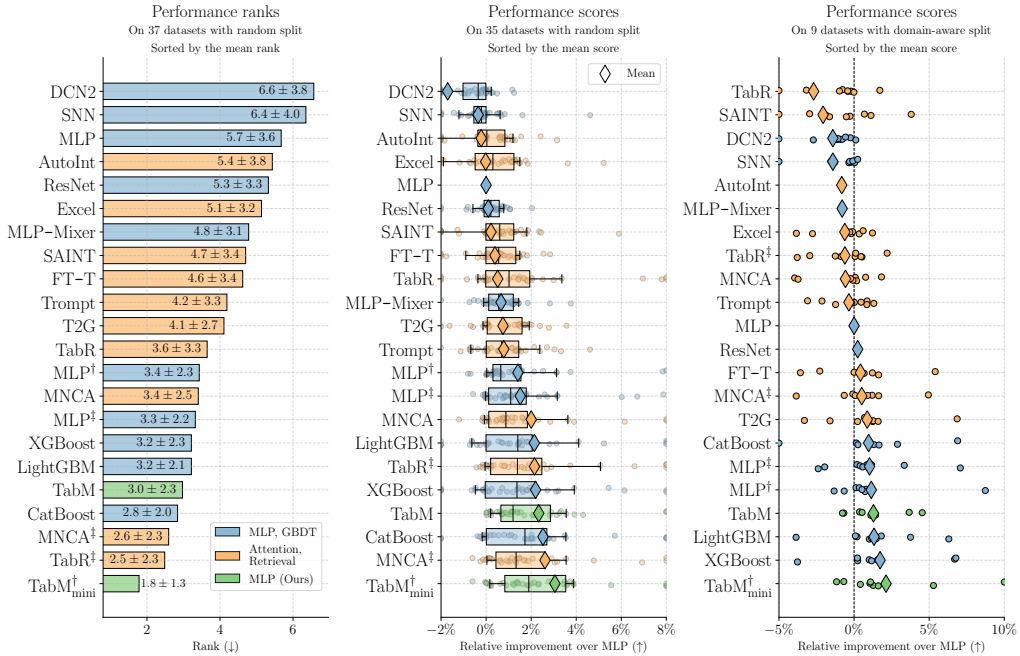 Performance ranks
On 37 datasets with random split
Sorted by the mean rank
DCN2 6.6 ± 3.8
SNN 6.4 ± 4.0
MLP 5.7 ± 3.6
AutoInt 5.4 ± 3.8
ResNet 5.3 ± 3.3
Excel 5.1 ± 3.2
MLP-Mixer 4.8 ± 3.1
SAINT 4.7 ± 3.4
FT-T 4.6 ± 3.4
Trompt 4.2 ± 3.3
T2G 4.1 ± 2.7
TabR 3.6 ± 3.3
MLP† 3.4 ± 2.3
MNCA 3.4 ± 2.5
MLP‡ 3.3 ± 2.2
XGBoost 3.2 ± 2.3
LightGBM 3.2 ± 2.1
TabM 3.0 ± 2.3
CatBoost 2.8 ± 2.0
MNCA‡ 2.6 ± 2.3
TabR‡ 2.5 ± 2.3
TabM†mini 1.8 ± 1.3
MLP, GBDT
Attention,
Retrieval
MLP (Ours)
2 4 6
Rank (↓)
Performance scores
On 35 datasets with random split
Sorted by the mean score
Mean
DCN2
SNN
AutoInt
Excel
MLP
ResNet
SAINT
FT-T
TabR
MLP-Mixer
T2G
Trompt
MLP†
MLP‡
MNCA
LightGBM
TabR‡
XGBoost
TabM
CatBoost
MNCA‡
TabM†mini
−2% 0% 2% 4% 6% 8%
Relative improvement over MLP (↑)
Performance scores
On 9 datasets with domain-aware split
Sorted by the mean score
TabR
SAINT
DCN2
SNN
AutoInt
MLP-Mixer
Excel
TabR‡
MNCA
Trompt
MLP
ResNet
FT-T
MNCA‡
T2G
CatBoost
MLP‡
MLP†
TabM
LightGBM
XGBoost
TabM†mini
−5% 0% 5% 10%
Relative improvement over MLP (↑)